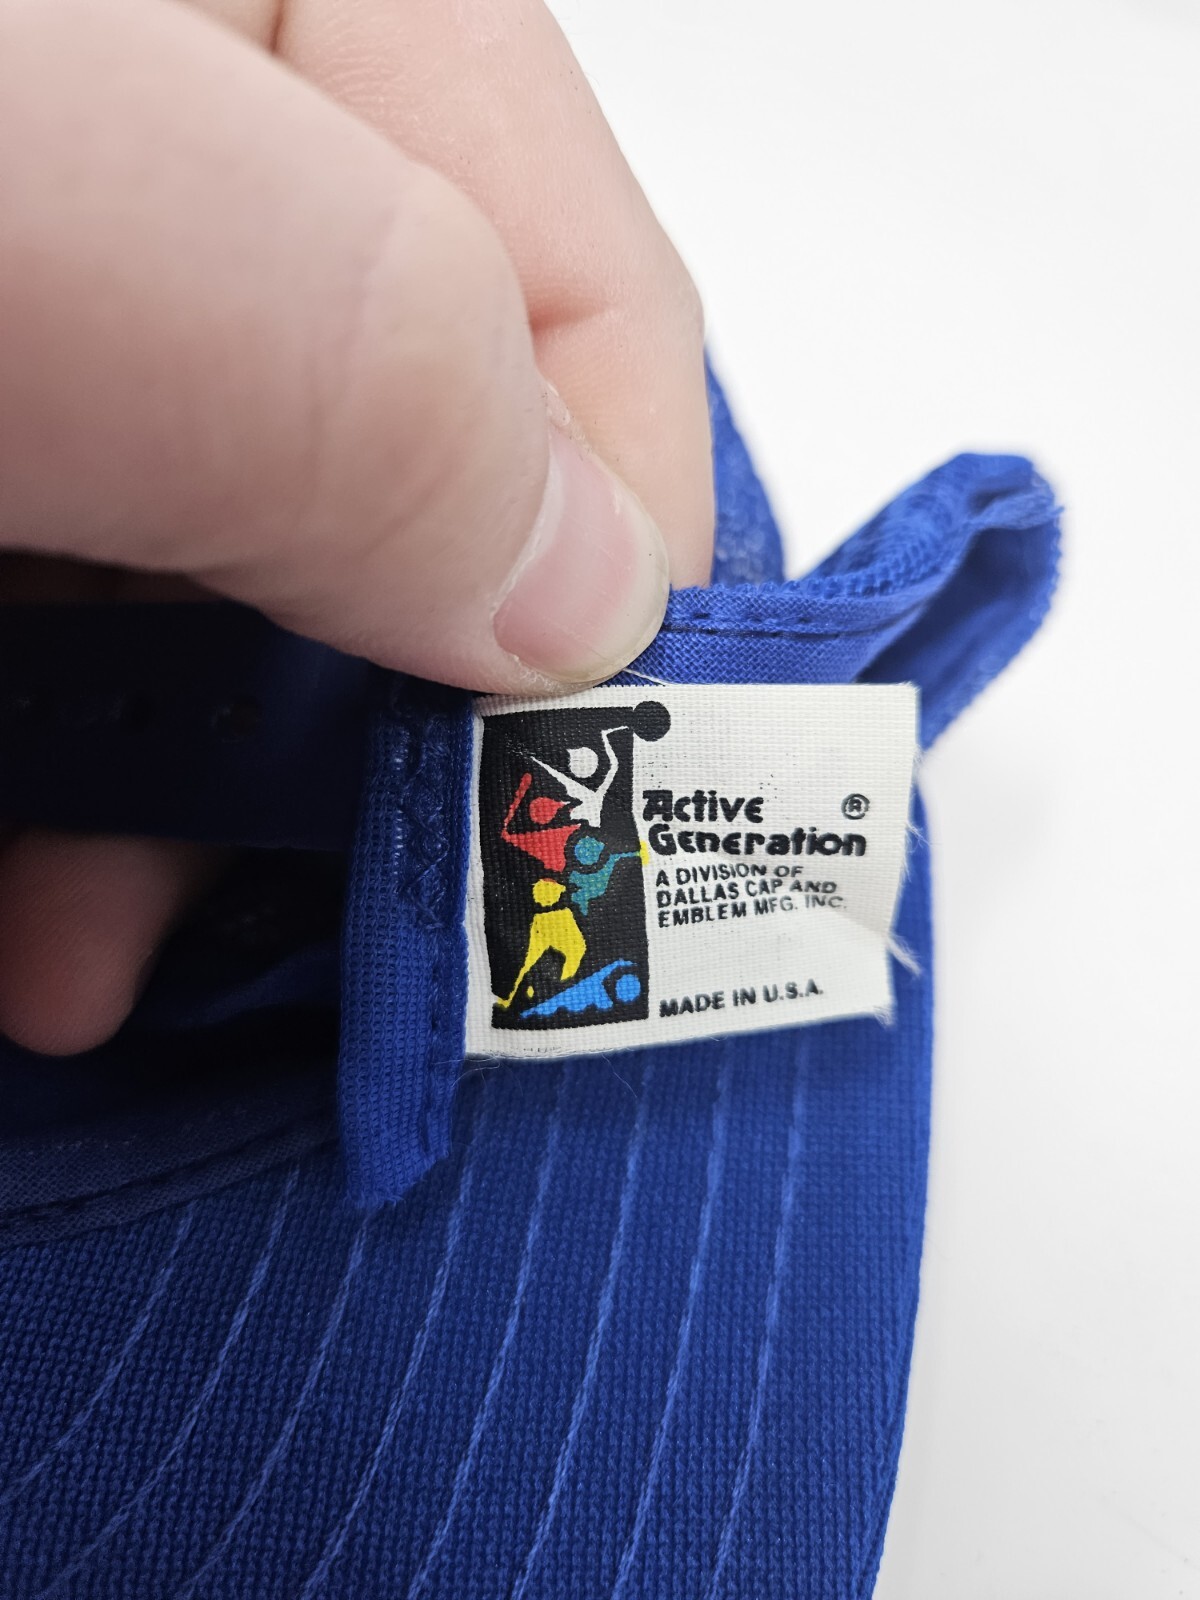 Active ®
Generation
A DIVISION OF
DALLAS CAP AND
EMBLEM MFG. INC.
MADE IN U.S.A.